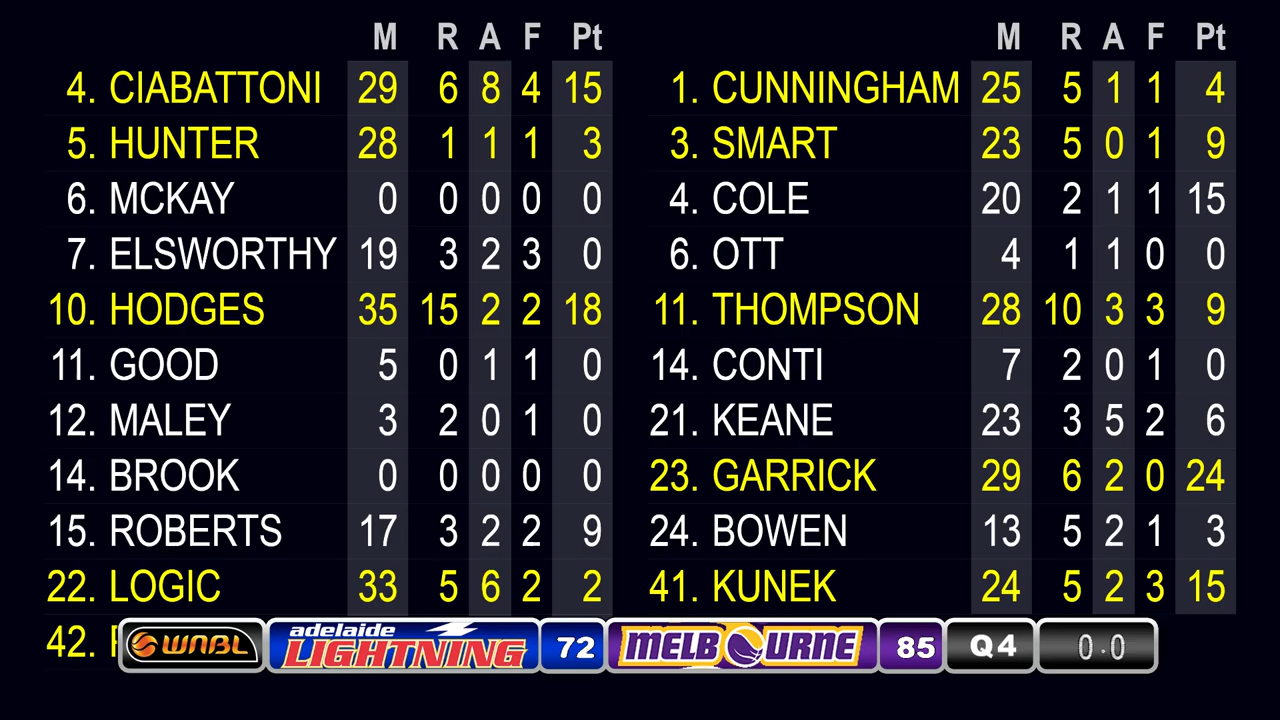 M R A F Pt M R A F Pt
4. CIABATTONI 29 6 8 4 15 1. CUNNINGHAM 25 5 1 1 4
5. HUNTER 28 1 1 1 3 3. SMART 23 5 0 1 9
6. MCKAY 0 0 0 0 0 4. COLE 20 2 1 1 15
7. ELSWORTHY 19 3 2 3 0 6. OTT 4 1 1 0 0
10. HODGES 35 15 2 2 18 11. THOMPSON 28 10 3 3 9
11. GOOD 5 0 1 1 0 14. CONTI 7 2 0 1 0
12. MALEY 3 2 0 1 0 21. KEANE 23 3 5 2 6
14. BROOK 0 0 0 0 0 23. GARRICK 29 6 2 0 24
15. ROBERTS 17 3 2 2 9 24. BOWEN 13 5 2 1 3
22. LOGIC 33 5 6 2 2 41. KUNEK 24 5 2 3 15
42. WNBL adelaide LIGHTNING 72 MELBOURNE 85 Q4 0.0